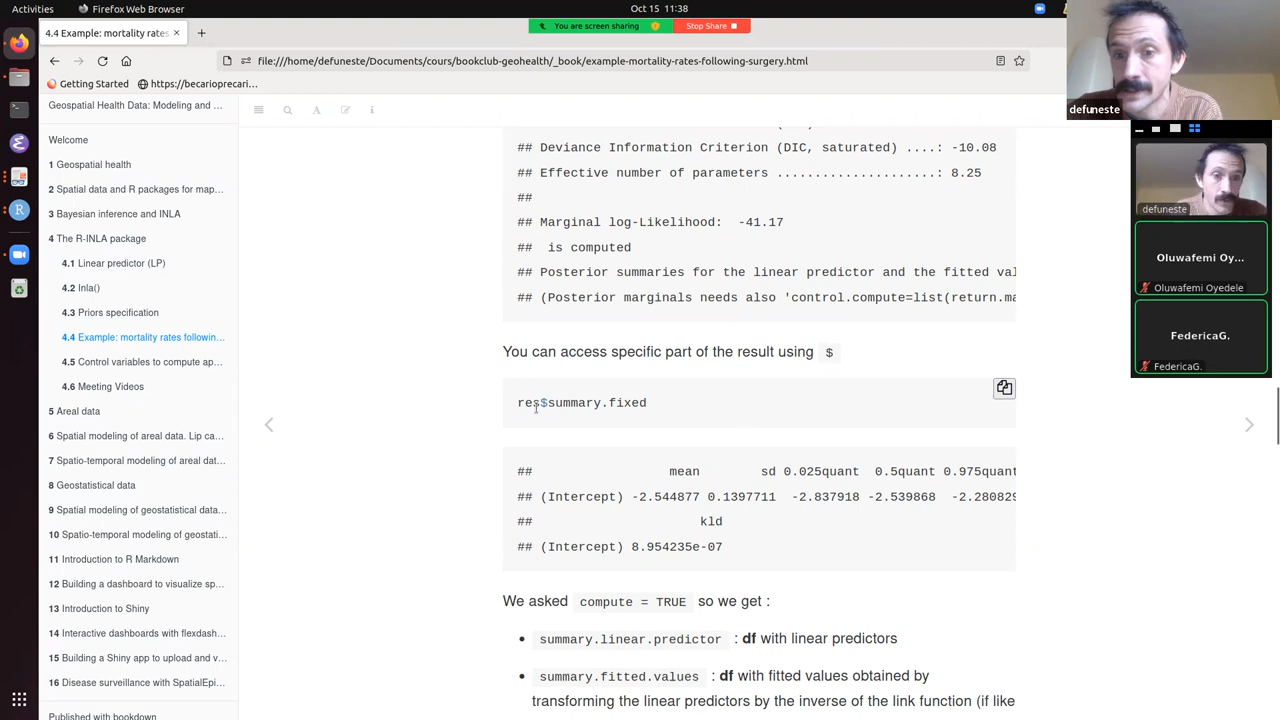 Activities
Firefox Web Browser
Oct 15 11:38
4.4 Example: mortality rates
You are screen sharing
Stop Share
file:///home/defuneste/Documents/cours/bookclub-geohealth/_book/example-mortality-rates-following-surgery.html
Getting Started
https://becarioprecari…
defuneste
defuneste
Oluwafemi Oy...
Oluwafemi Oyedele
FedericaG.
FedericaG.
Geospatial Health Data: Modeling and …
Welcome
1 Geospatial health
2 Spatial data and R packages for map…
3 Bayesian inference and INLA
4 The R-INLA package
4.1 Linear predictor (LP)
4.2 Inla()
4.3 Priors specification
4.4 Example: mortality rates followin…
4.5 Control variables to compute ap…
4.6 Meeting Videos
5 Areal data
6 Spatial modeling of areal data. Lip ca…
7 Spatio-temporal modeling of areal dat…
8 Geostatistical data
9 Spatial modeling of geostatistical data…
10 Spatio-temporal modeling of geostati…
11 Introduction to R Markdown
12 Building a dashboard to visualize sp…
13 Introduction to Shiny
14 Interactive dashboards with flexdash…
15 Building a Shiny app to upload and v…
16 Disease surveillance with SpatialEpi…
Published with bookdown
## Deviance Information Criterion (DIC, saturated) ....: -10.08
## Effective number of parameters .....................: 8.25
##
## Marginal log-Likelihood:  -41.17
##  is computed
## Posterior summaries for the linear predictor and the fitted val
## (Posterior marginals needs also 'control.compute=list(return.ma
You can access specific part of the result using $
res$summary.fixed
## mean sd 0.025quant 0.5quant 0.975quant
## (Intercept) -2.544877 0.1397711 -2.837918 -2.539868 -2.280829
## kld
## (Intercept) 8.954235e-07
We asked compute = TRUE so we get :
• summary.linear.predictor : df with linear predictors
• summary.fitted.values : df with fitted values obtained by
transforming the linear predictors by the inverse of the link function (if like